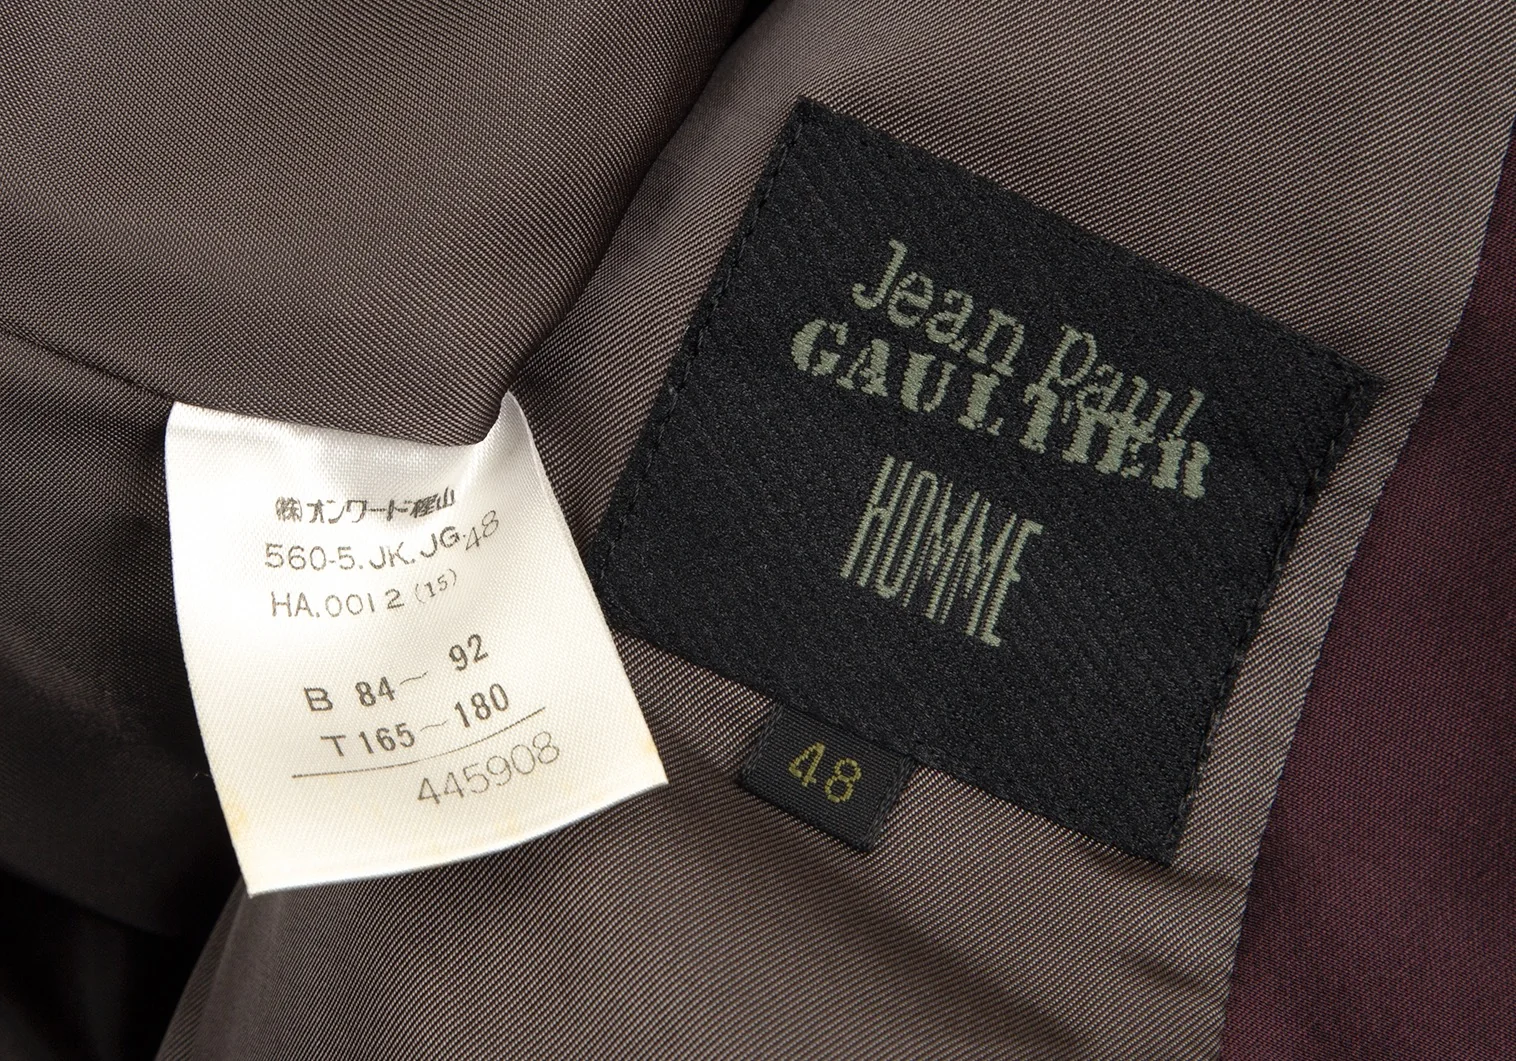 ㈱オンワード樫山
560-5.JK.JG.48
HA.0012 (15)
B 84~92
T 165~180
445908
Jean Paul
GAULTIER
HOMME
48